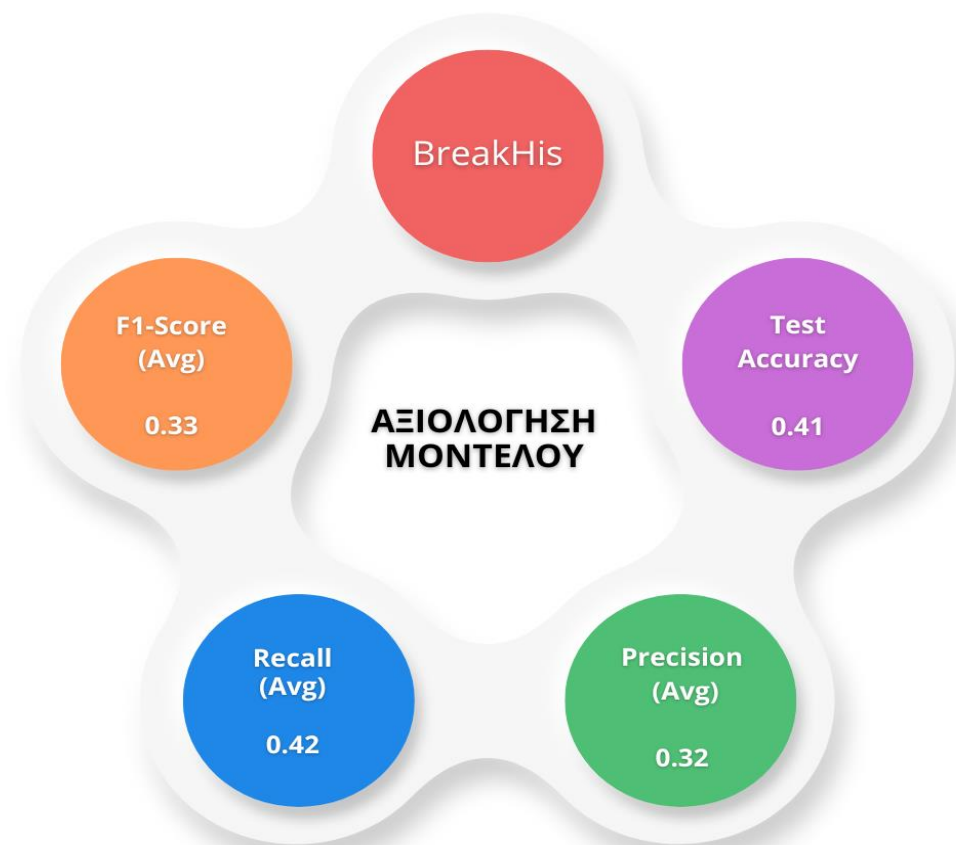 BreakHis
F1-Score
(Avg)
0.33
Test
Accuracy
0.41
ΑΞΙΟΛΟΓΗΣΗ
ΜΟΝΤΕΛΟΥ
Recall
(Avg)
0.42
Precision
(Avg)
0.32